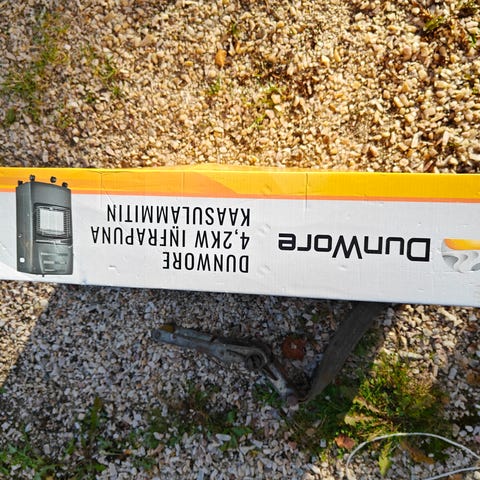 DunWore
DUNWORE
4,2KW INFRAPUNA
KAASULÄMMITIN